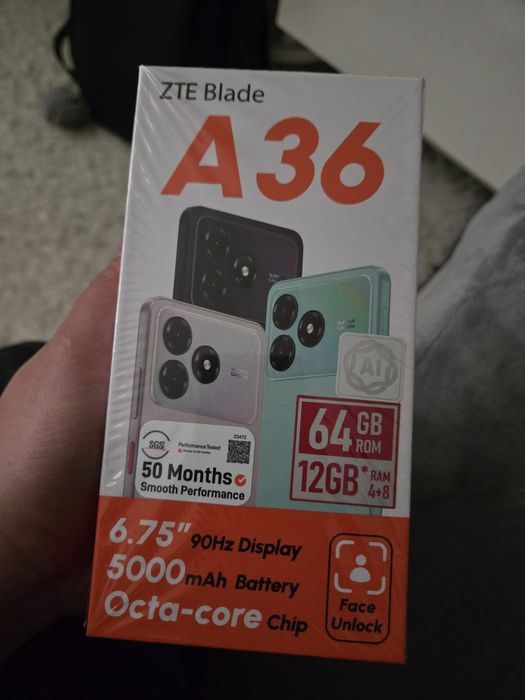 ZTE Blade
A36
AI
64 GB ROM
12GB* RAM 4+8
SGS
Performance Tested
Z2472
50 Months
Smooth Performance
6.75" 90Hz Display
5000mAh Battery
Octa-core Chip
Face
Unlock